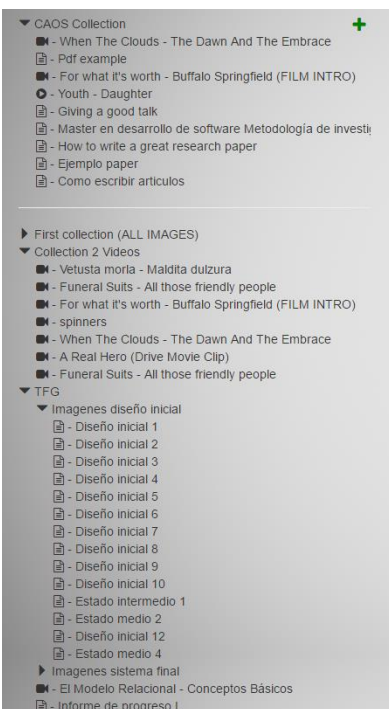 CAOS Collection
- When The Clouds - The Dawn And The Embrace
- Pdf example
- For what it's worth - Buffalo Springfield (FILM INTRO)
- Youth - Daughter
- Giving a good talk
- Master en desarrollo de software Metodología de
- How to write a great research paper
- Ejemplo paper
- Como escribir articulos
First collection (ALL IMAGES)
Collection 2 Videos
- Vetusta morla - Maldita dulzura
- Funeral Suits - All those friendly people
- For what it's worth - Buffalo Springfield (FILM INTRO)
- spinners
- When The Clouds - The Dawn And The Embrace
- A Real Hero (Drive Movie Clip)
- Funeral Suits - All those friendly people
TFG
Imagenes diseño inicial
- Diseño inicial 1
- Diseño inicial 2
- Diseño inicial 3
- Diseño inicial 4
- Diseño inicial 5
- Diseño inicial 6
- Diseño inicial 7
- Diseño inicial 8
- Diseño inicial 9
- Diseño inicial 10
- Estado intermedio 1
- Estado medio 2
- Diseño inicial 12
- Estado medio 4
Imagenes sistema final
- El Modelo Relacional - Conceptos Básicos
- Informe de progreso I